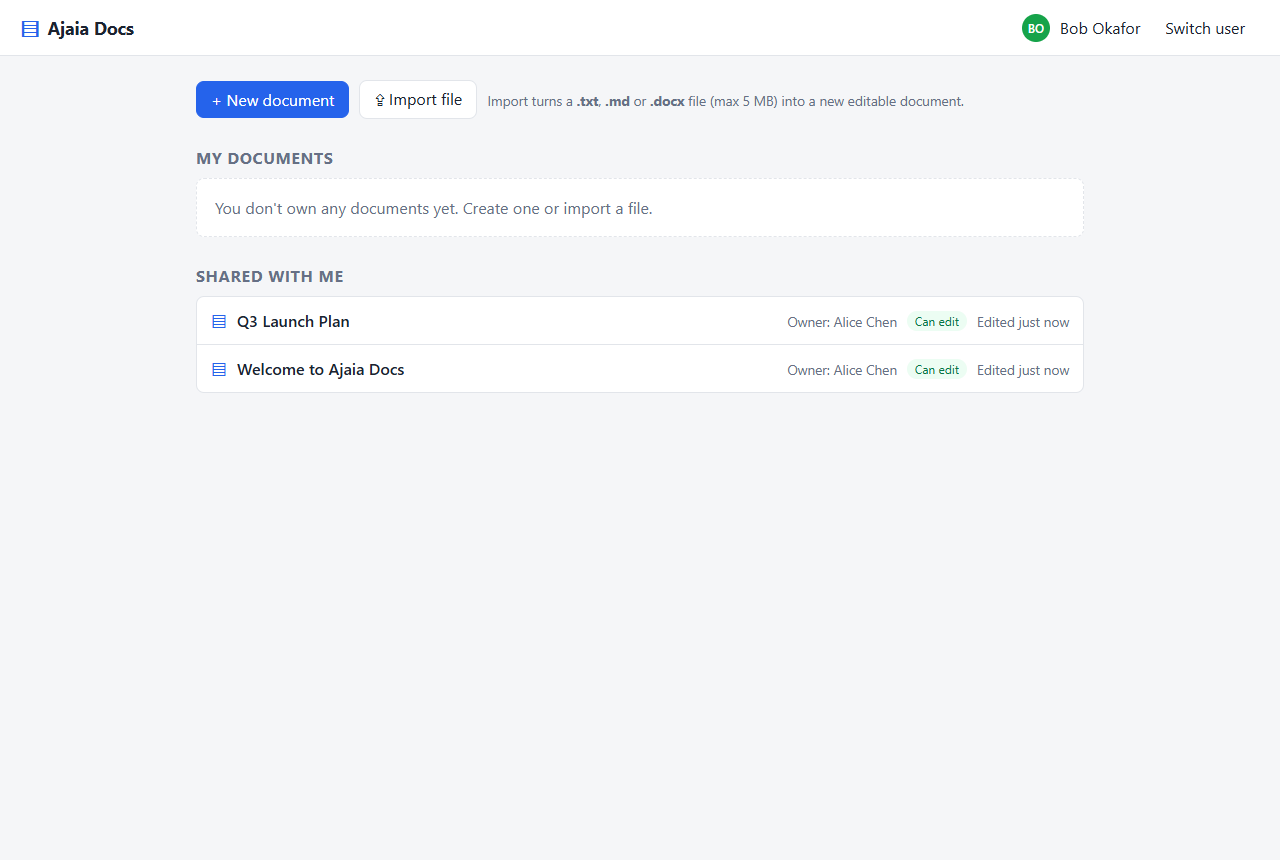 Ajaia Docs
BO Bob Okafor Switch user
+ New document ⇪ Import file Import turns a .txt, .md or .docx file (max 5 MB) into a new editable document.
MY DOCUMENTS
You don't own any documents yet. Create one or import a file.
SHARED WITH ME
Q3 Launch Plan Owner: Alice Chen Can edit Edited just now
Welcome to Ajaia Docs Owner: Alice Chen Can edit Edited just now